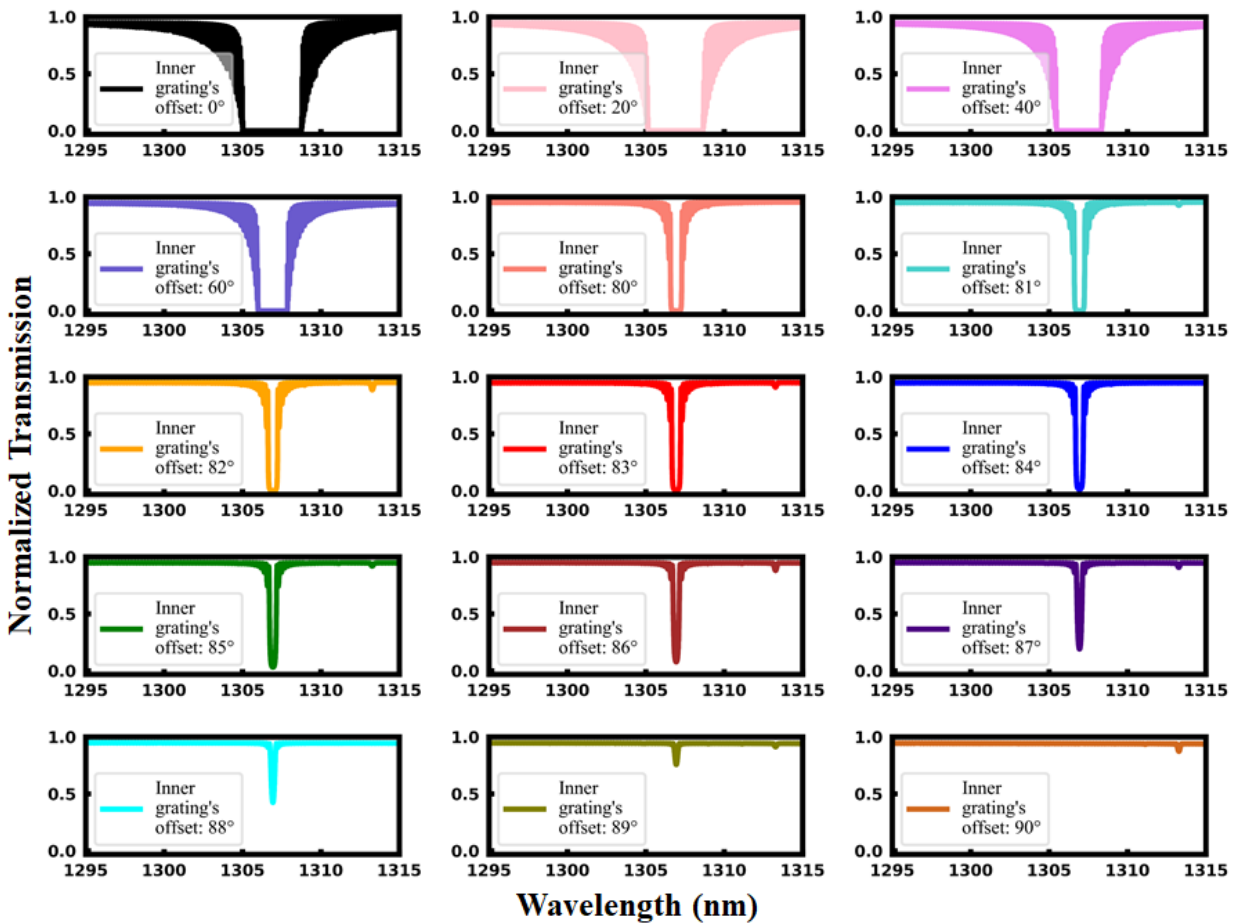 1.0
0.5
0.0
Inner
grating's
offset: 0°
1295 1300 1305 1310 1315
1.0
0.5
0.0
Inner
grating's
offset: 20°
1295 1300 1305 1310 1315
1.0
0.5
0.0
Inner
grating's
offset: 40°
1295 1300 1305 1310 1315
Normalized Transmission
1.0
0.5
0.0
Inner
grating's
offset: 60°
1295 1300 1305 1310 1315
1.0
0.5
0.0
Inner
grating's
offset: 80°
1295 1300 1305 1310 1315
1.0
0.5
0.0
Inner
grating's
offset: 81°
1295 1300 1305 1310 1315
1.0
0.5
0.0
Inner
grating's
offset: 82°
1295 1300 1305 1310 1315
1.0
0.5
0.0
Inner
grating's
offset: 83°
1295 1300 1305 1310 1315
1.0
0.5
0.0
Inner
grating's
offset: 84°
1295 1300 1305 1310 1315
1.0
0.5
0.0
Inner
grating's
offset: 85°
1295 1300 1305 1310 1315
1.0
0.5
0.0
Inner
grating's
offset: 86°
1295 1300 1305 1310 1315
1.0
0.5
0.0
Inner
grating's
offset: 87°
1295 1300 1305 1310 1315
1.0
0.5
0.0
Inner
grating's
offset: 88°
1295 1300 1305 1310 1315
1.0
0.5
0.0
Inner
grating's
offset: 89°
1295 1300 1305 1310 1315
1.0
0.5
0.0
Inner
grating's
offset: 90°
1295 1300 1305 1310 1315
Wavelength (nm)